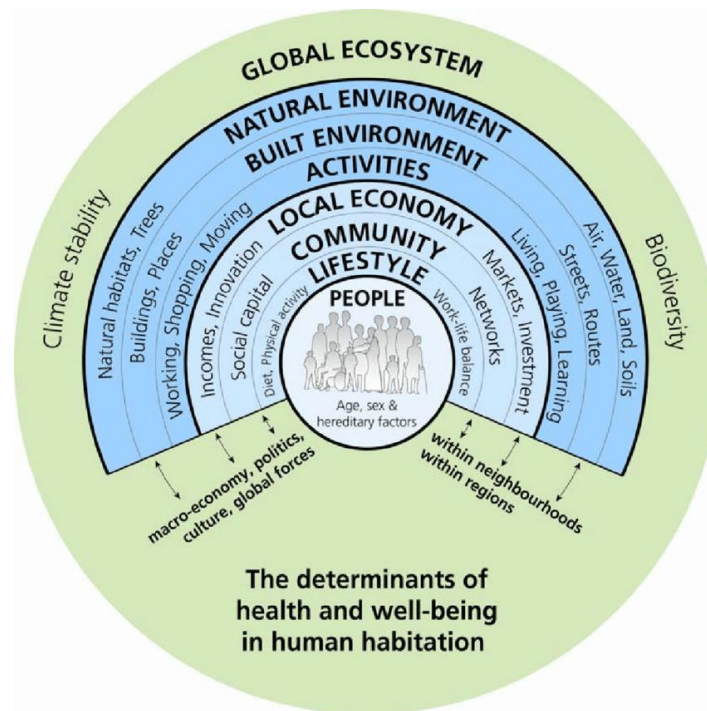 GLOBAL ECOSYSTEM
NATURAL ENVIRONMENT
BUILT ENVIRONMENT
ACTIVITIES
LOCAL ECONOMY
COMMUNITY
LIFESTYLE
PEOPLE
Age, sex &
hereditary factors
Climate stability
Natural habitats, Trees
Buildings, Places
Working, Shopping, Moving
Incomes, Innovation
Social capital
Diet, Physical activity
Work-life balance
Networks
Markets, Investment
Living, Playing, Learning
Streets, Routes
Air, Water, Land, Soils
Biodiversity
macro-economy, politics,
culture, global forces
within neighbourhoods
within regions
The determinants of
health and well-being
in human habitation